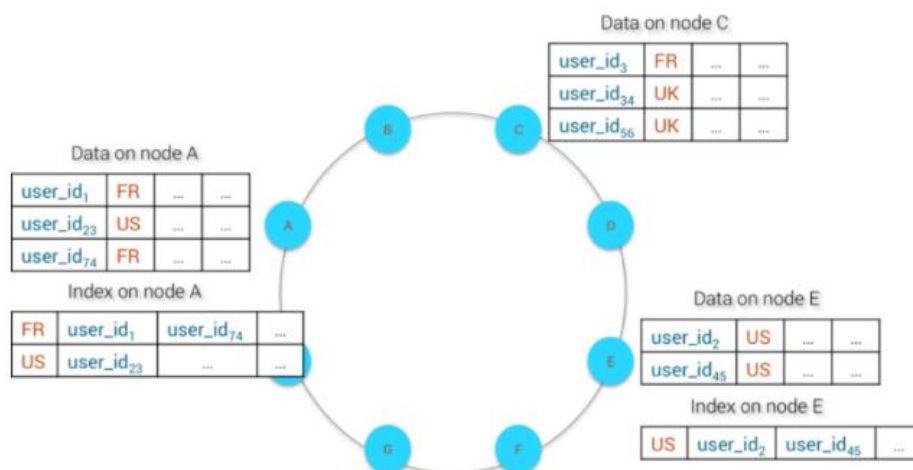 Data on node C
user_id3 FR ... ...
user_id34 UK ... ...
user_id56 UK ... ...
B
C
Data on node A
user_id1 FR ... ...
user_id23 US ... ...
user_id74 FR ... ...
A
D
Index on node A
FR user_id1 user_id74 ...
US user_id23 ...
Data on node E
user_id2 US ... ...
user_id45 US ... ...
E
Index on node E
US user_id2 user_id45 ...
G
F